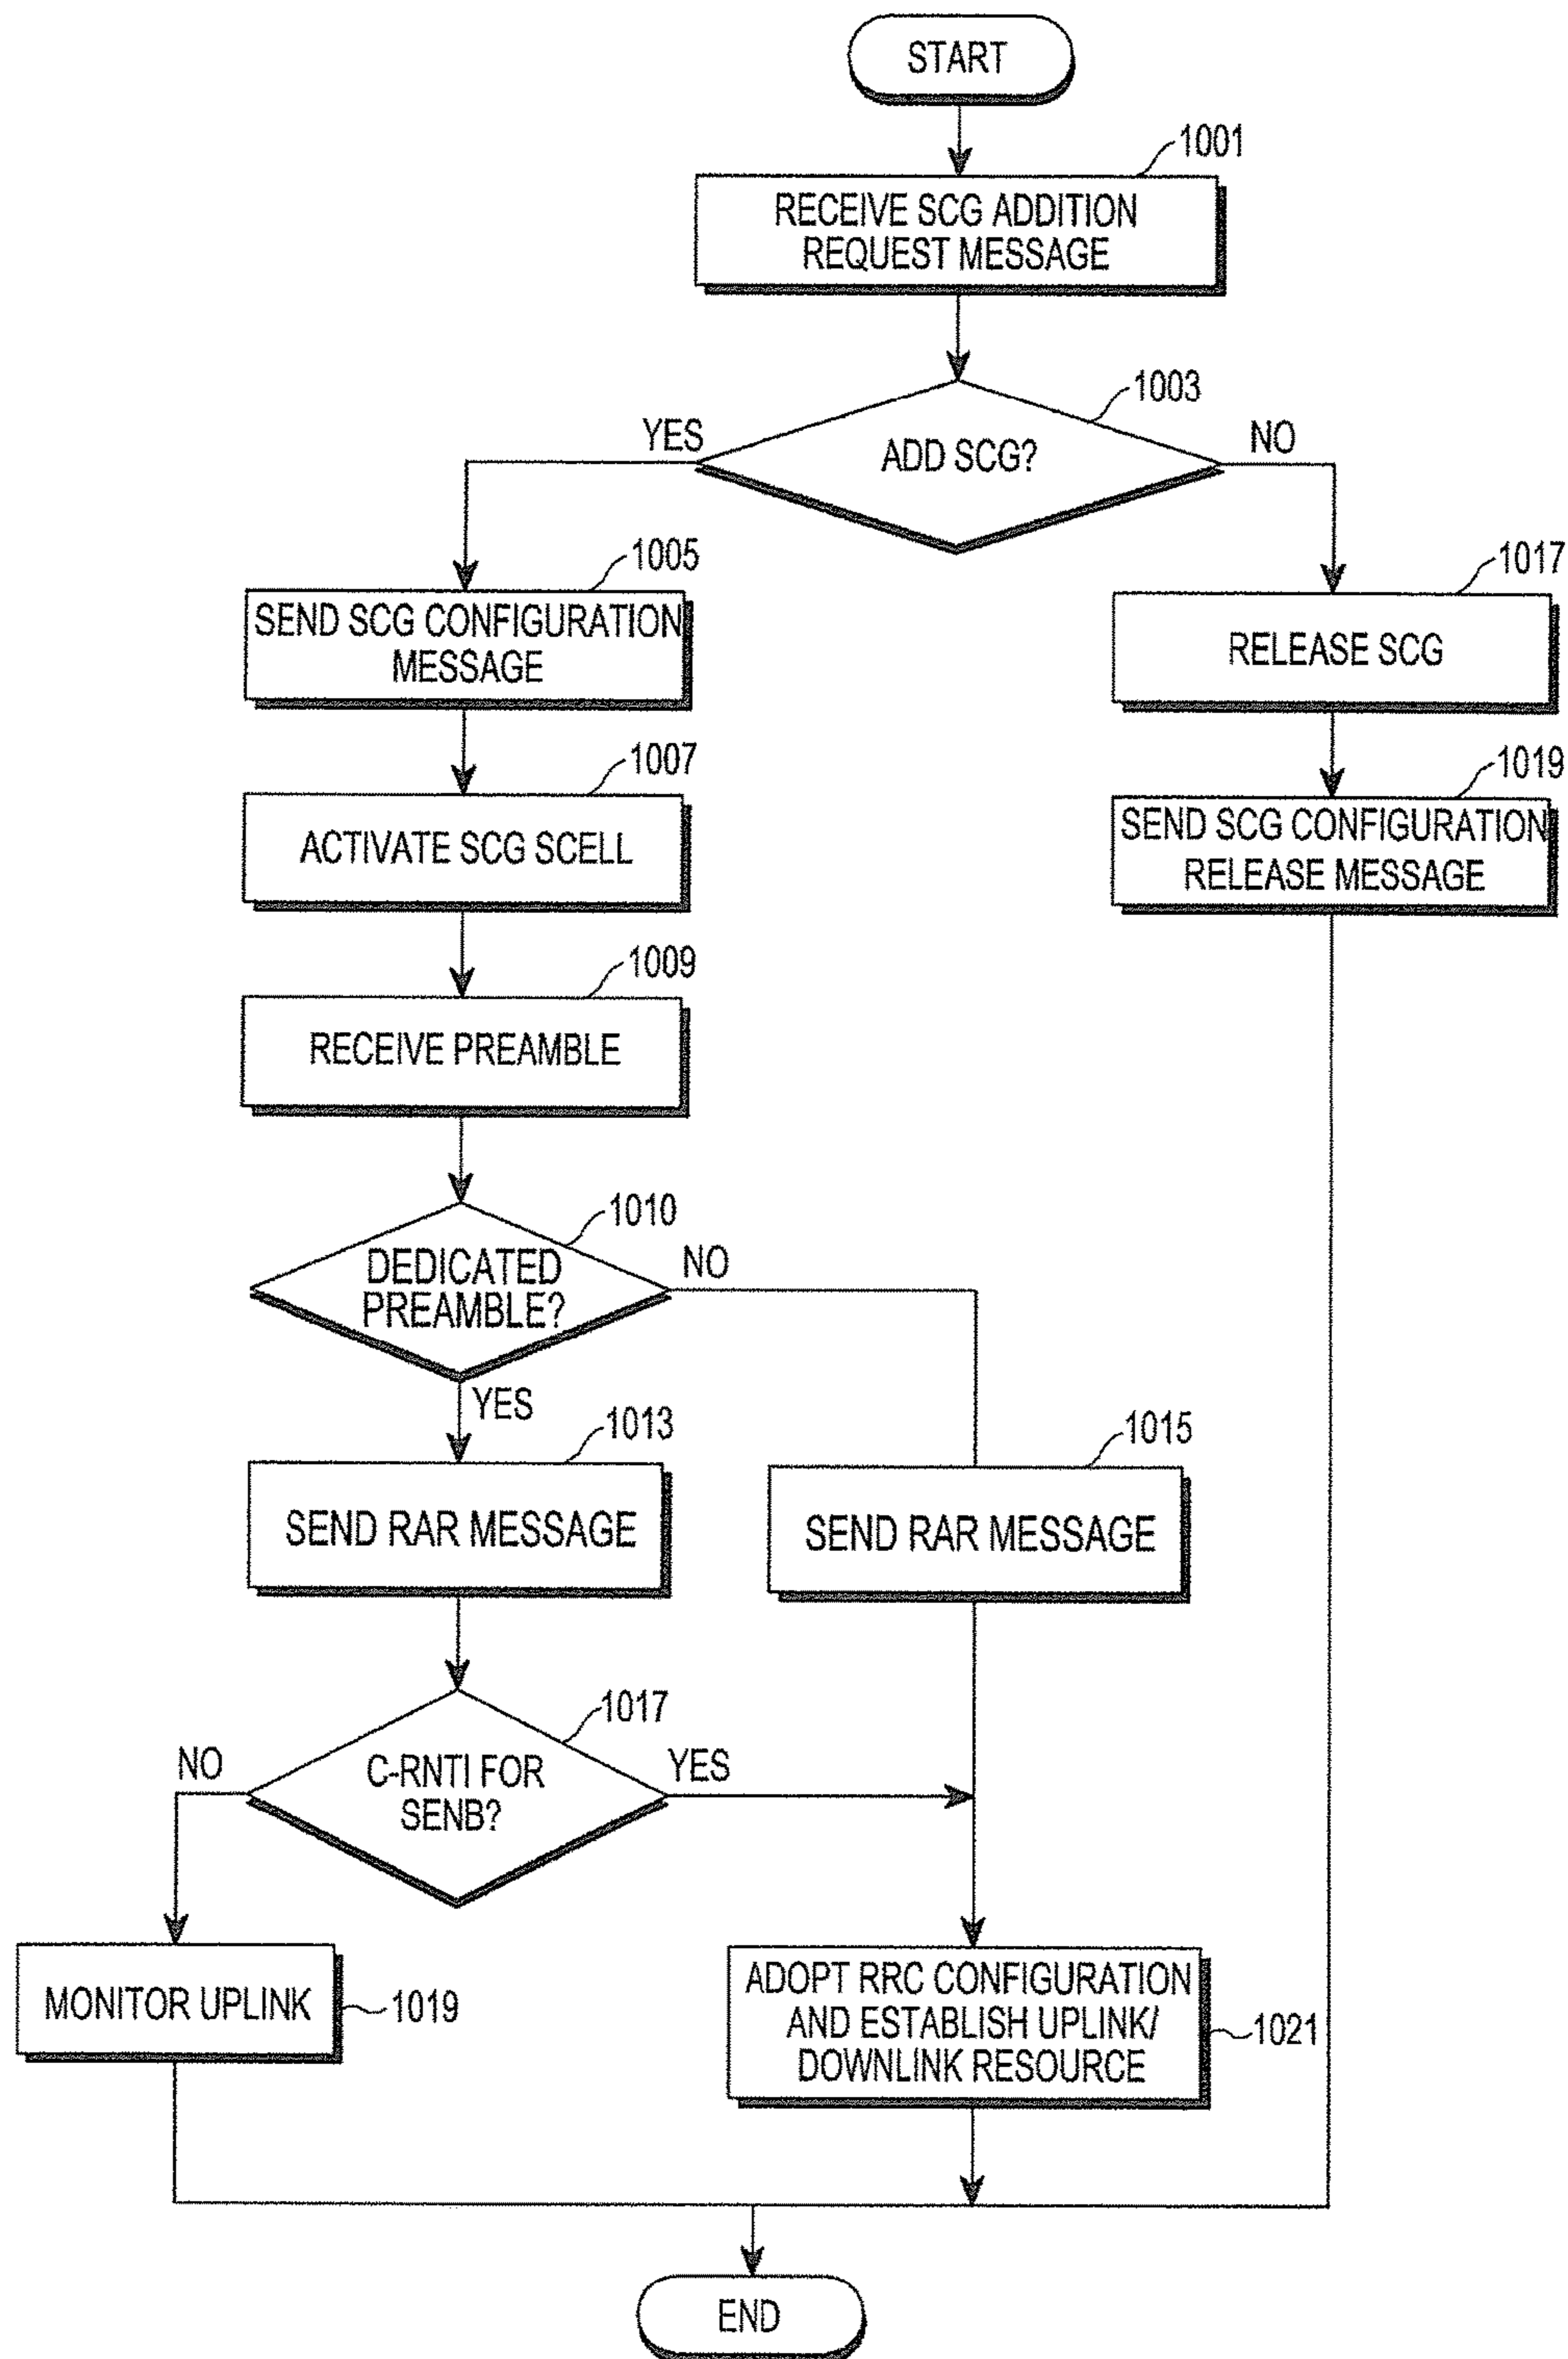 START
1001
RECEIVE SCG ADDITION
REQUEST MESSAGE
1003
YES
ADD SCG?
NO
1005
SEND SCG CONFIGURATION
MESSAGE
1017
RELEASE SCG
1007
ACTIVATE SCG SCELL
1019
SEND SCG CONFIGURATION
RELEASE MESSAGE
1009
RECEIVE PREAMBLE
1010
DEDICATED
PREAMBLE?
NO
YES
1013
SEND RAR MESSAGE
1015
SEND RAR MESSAGE
1017
NO
C-RNTI FOR
SENB?
YES
MONITOR UPLINK
1019
ADOPT RRC CONFIGURATION
AND ESTABLISH UPLINK/
DOWNLINK RESOURCE
1021
END